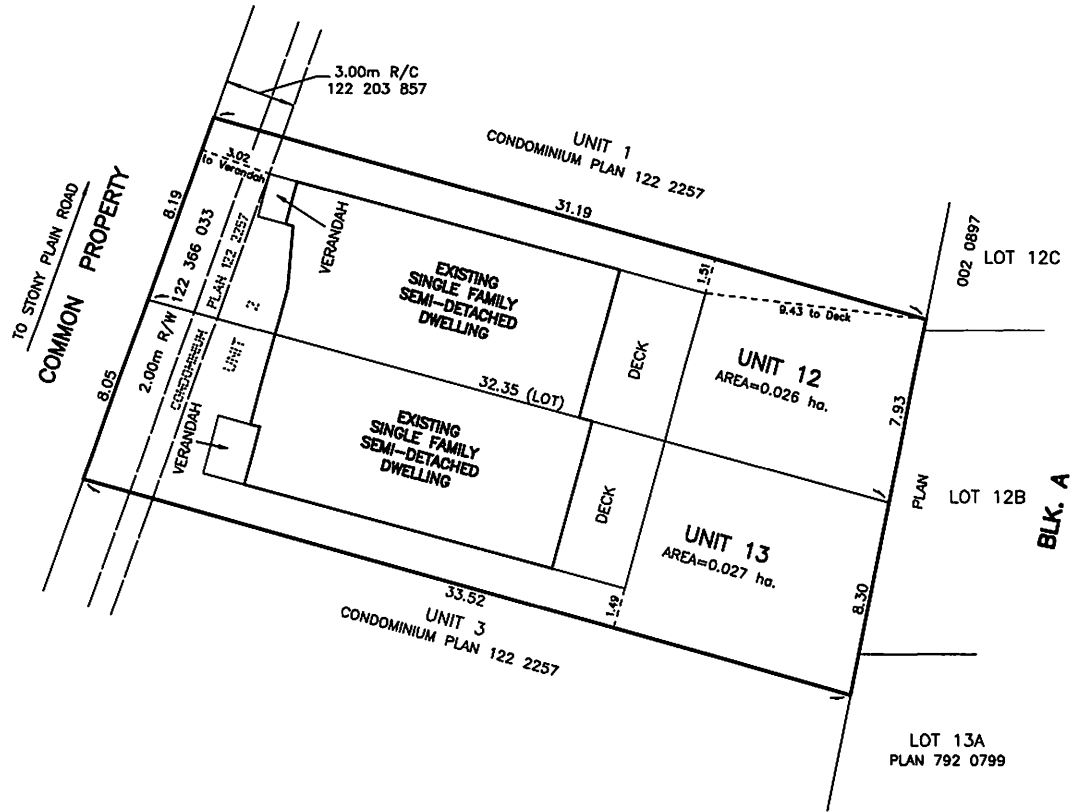 3.00m R/C
122 203 857
UNIT 1
CONDOMINIUM PLAN 122 2257
TO STONY PLAIN ROAD
COMMON PROPERTY
8.19
3.02
to Verandah
122 366 033
2.00m R/W
PLAN 122 2257
CONDOMINIUM
UNIT 2
VERANDAH
31.19
EXISTING
SINGLE FAMILY
SEMI-DETACHED
DWELLING
DECK
1.51
9.43 to Deck
UNIT 12
AREA=0.026 ha.
002 0897
LOT 12C
7.93
8.05
VERANDAH
32.35 (LOT)
EXISTING
SINGLE FAMILY
SEMI-DETACHED
DWELLING
DECK
UNIT 13
AREA=0.027 ha.
PLAN
LOT 12B
BLK. A
8.30
1.49
33.52
UNIT 3
CONDOMINIUM PLAN 122 2257
LOT 13A
PLAN 792 0799